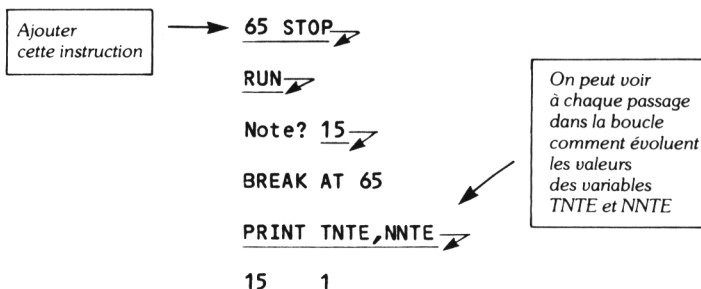 Ajouter
cette instruction
65 STOP
RUN
Note? 15
BREAK AT 65
PRINT TNTE,NNTE
15 1
On peut voir
à chaque passage
dans la boucle
comment évoluent
les valeurs
des variables
TNTE et NNTE